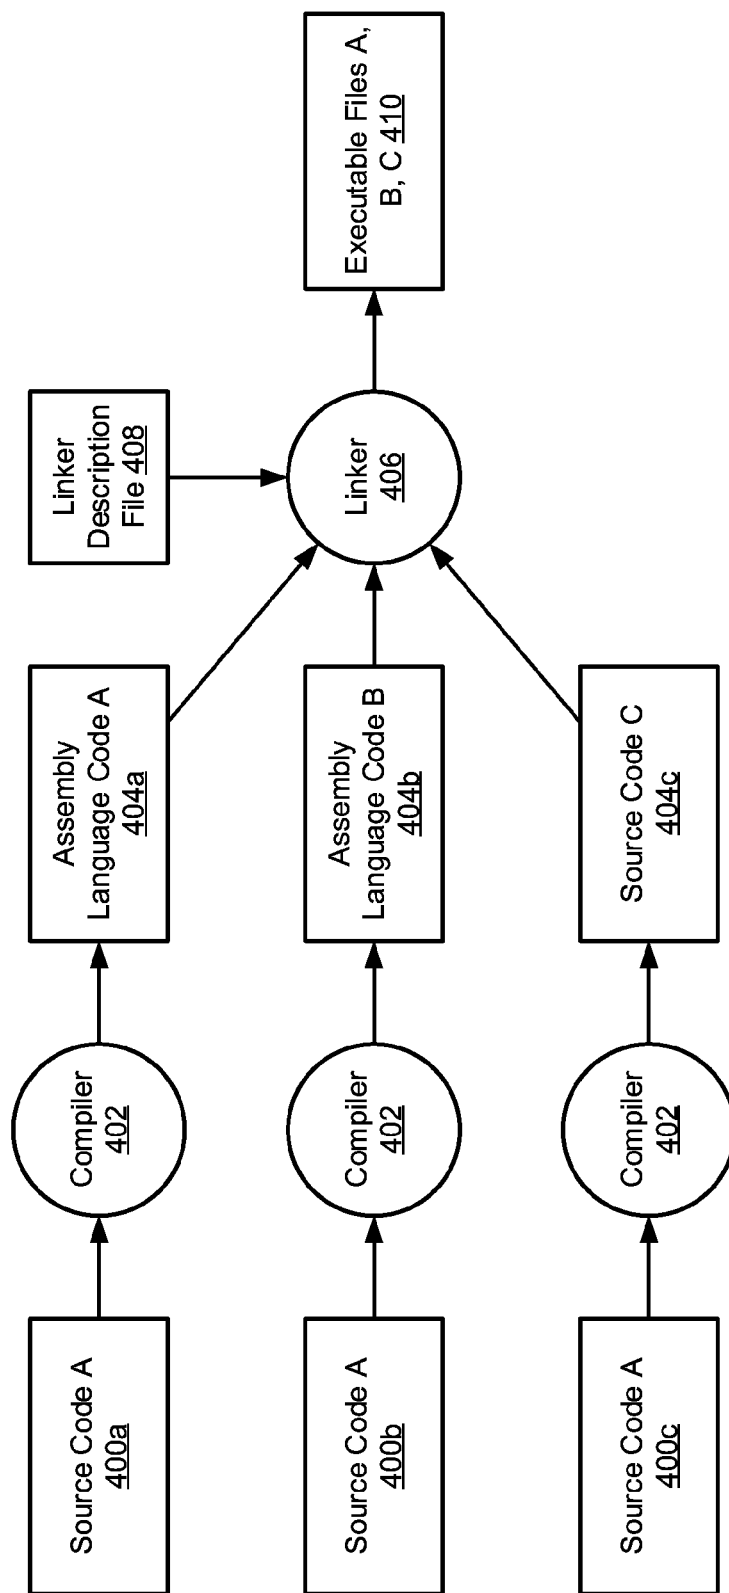 Source Code A
400a
Compiler
402
Assembly
Language Code A
404a
Linker
Description
File 408
Source Code A
400b
Compiler
402
Assembly
Language Code B
404b
Linker
406
Executable Files A,
B, C 410
Source Code A
400c
Compiler
402
Source Code C
404c